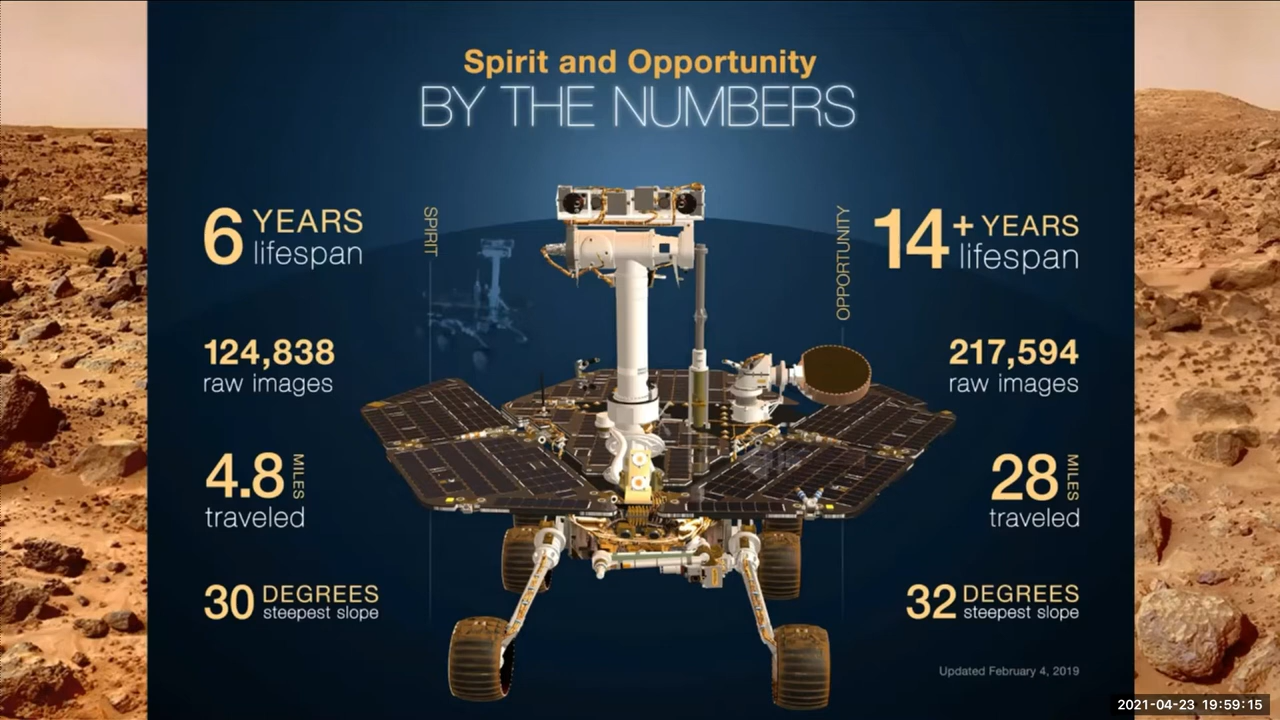 Spirit and Opportunity
BY THE NUMBERS
SPIRIT
6 YEARS
lifespan
124,838
raw images
4.8 MILES
traveled
30 DEGREES
steepest slope
OPPORTUNITY
14+ YEARS
lifespan
217,594
raw images
28 MILES
traveled
32 DEGREES
steepest slope
Updated February 4, 2019
2021-04-23 19:59:15